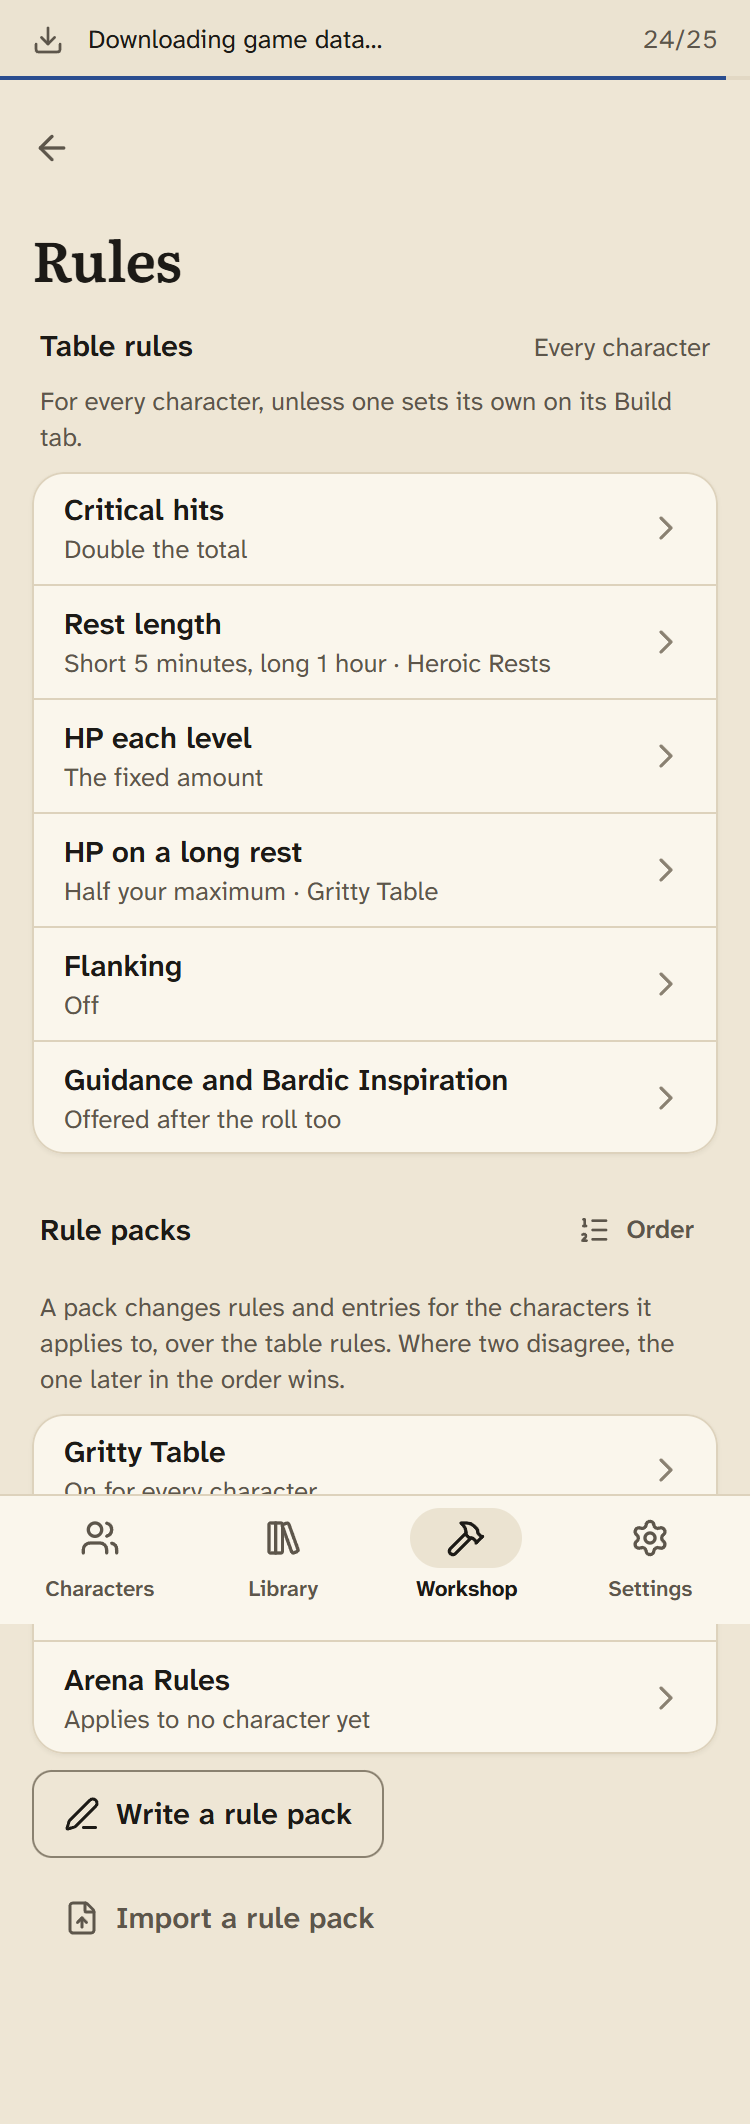 Downloading game data...
24/25
Rules
Table rules
Every character
For every character, unless one sets its own on its Build
tab.
Critical hits
Double the total
Rest length
Short 5 minutes, long 1 hour · Heroic Rests
HP each level
The fixed amount
HP on a long rest
Half your maximum · Gritty Table
Flanking
Off
Guidance and Bardic Inspiration
Offered after the roll too
Rule packs
Order
A pack changes rules and entries for the characters it
applies to, over the table rules. Where two disagree, the
one later in the order wins.
Gritty Table
On for every character
Characters
Library
Workshop
Settings
Arena Rules
Applies to no character yet
Write a rule pack
Import a rule pack